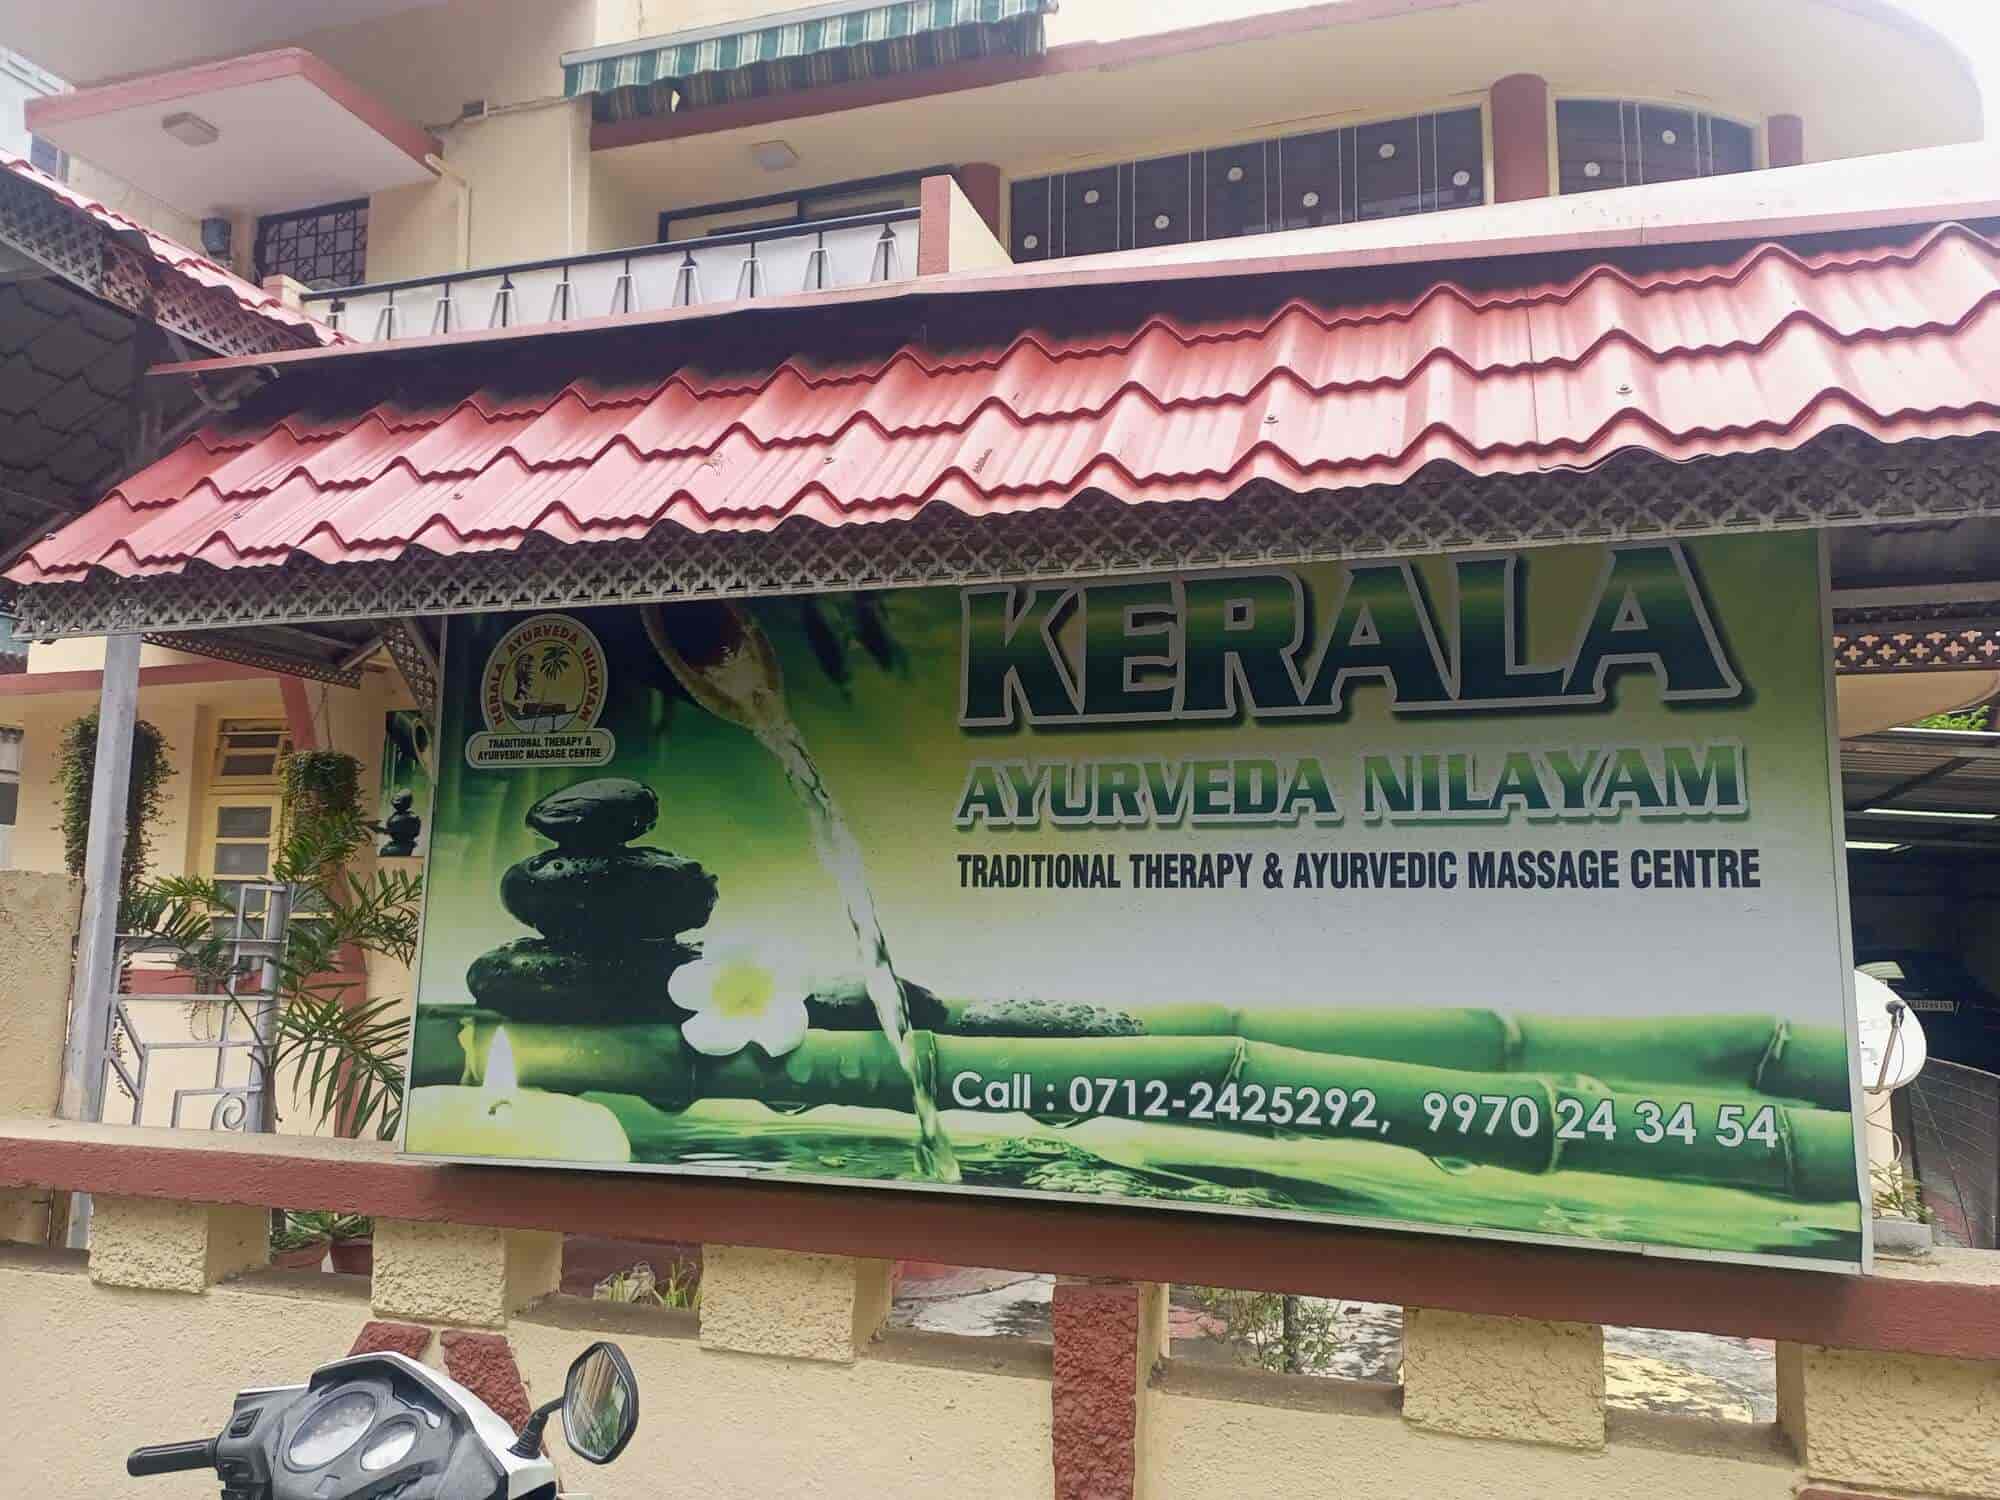 KERALA AYURVEDA NILAYAM
TRADITIONAL THERAPY &
AYURVEDIC MASSAGE CENTRE
KERALA
AYURVEDA NILAYAM
TRADITIONAL THERAPY & AYURVEDIC MASSAGE CENTRE
Call : 0712-2425292, 9970 24 34 54